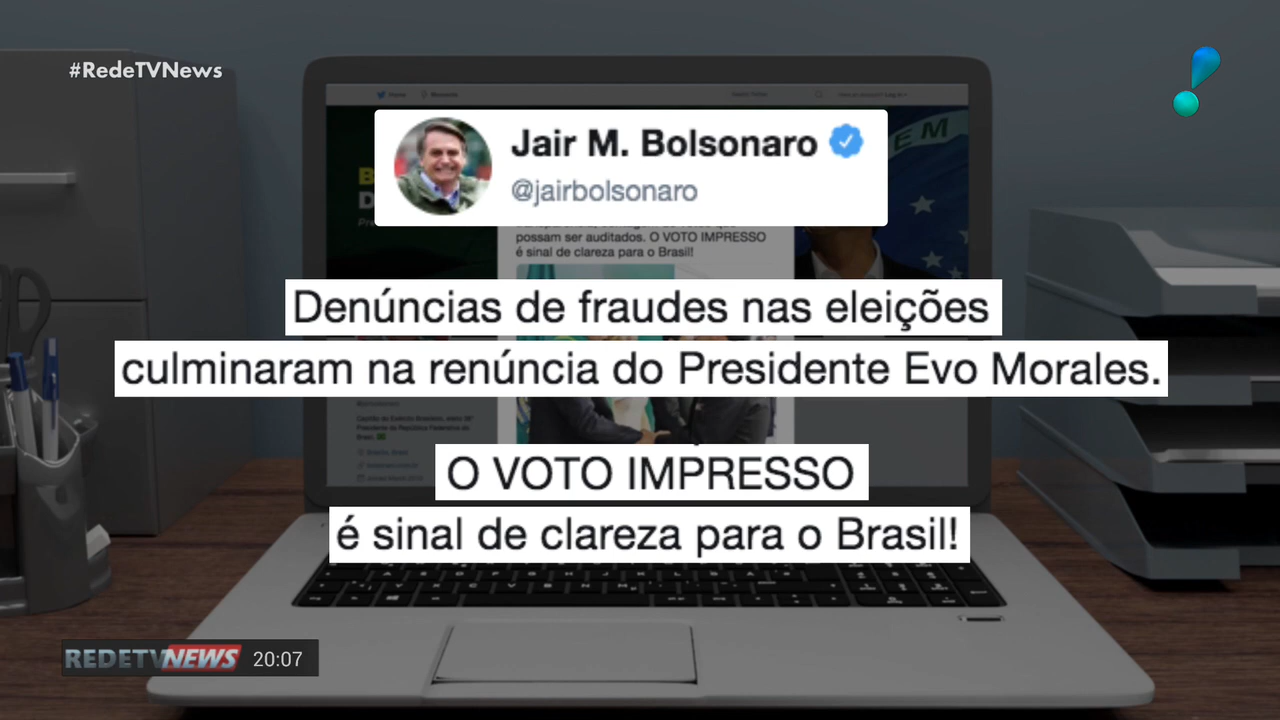 #RedeTVNews
Jair M. Bolsonaro
@jairbolsonaro
possam ser auditados. O VOTO IMPRESSO
é sinal de clareza para o Brasil!
EM
Denúncias de fraudes nas eleições
culminaram na renúncia do Presidente Evo Morales.
O VOTO IMPRESSO
é sinal de clareza para o Brasil!
REDETV NEWS 20:07